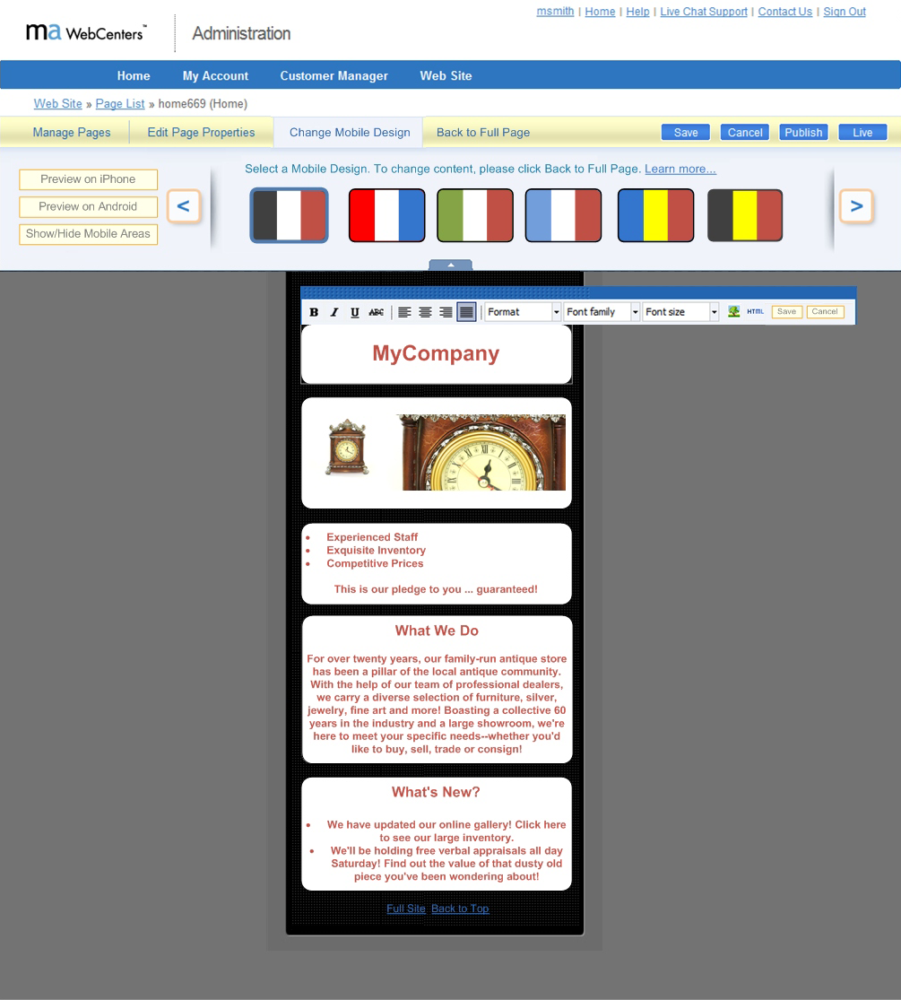 msmith | Home | Help | Live Chat Support | Contact Us | Sign Out
ma WebCenters™ Administration
Home My Account Customer Manager Web Site
Web Site » Page List » home669 (Home)
Manage Pages Edit Page Properties Change Mobile Design Back to Full Page Save Cancel Publish Live
Select a Mobile Design. To change content, please click Back to Full Page. Learn more...
Preview on iPhone
Preview on Android
Show/Hide Mobile Areas
< >
B I U ABC Format Font family Font size HTML Save Cancel
MyCompany
• Experienced Staff
• Exquisite Inventory
• Competitive Prices
This is our pledge to you ... guaranteed!
What We Do
For over twenty years, our family-run antique store
has been a pillar of the local antique community.
With the help of our team of professional dealers,
we carry a diverse selection of furniture, silver,
jewelry, fine art and more! Boasting a collective 60
years in the industry and a large showroom, we're
here to meet your specific needs--whether you'd
like to buy, sell, trade or consign!
What's New?
• We have updated our online gallery! Click here
to see our large inventory.
• We'll be holding free verbal appraisals all day
Saturday! Find out the value of that dusty old
piece you've been wondering about!
Full Site Back to Top